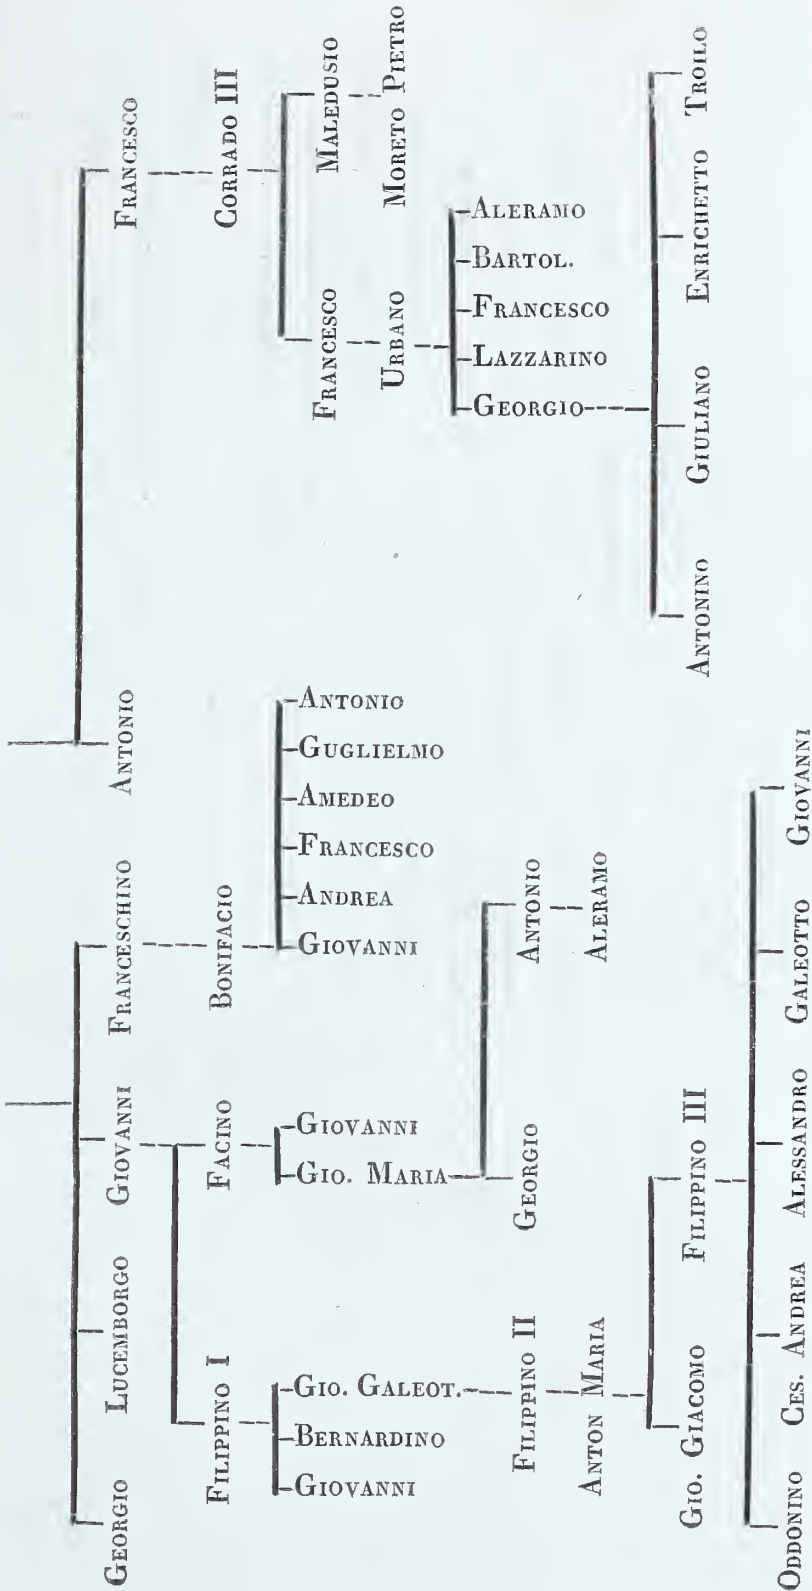 GEORGIO LUCEMBORGO GIOVANNI FRANCESCHINO ANTONIO FRANCESCO
FILIPPINO I FACINO BONIFACIO CORRADO III
GIOVANNI
BERNARDINO
GIO. GALEOT.
GIO. MARIA
GIOVANNI
GIOVANNI
ANDREA
FRANCESCO
AMEDEO
GUGLIELMO
ANTONIO
FRANCESCO MALEDUSIO
URBANO MORETO PIETRO
GEORGIO
LAZZARINO
FRANCESCO
BARTOL.
ALERAMO
FILIPPINO II GEORGIO ANTONIO
ANTON MARIA ALERAMO
GIO. GIACOMO FILIPPINO III ANTONINO GIULIANO ENRICHETTO TROILO
ODDONINO CES. ANDREA ALESSANDRO GALEOTTO GIOVANNI